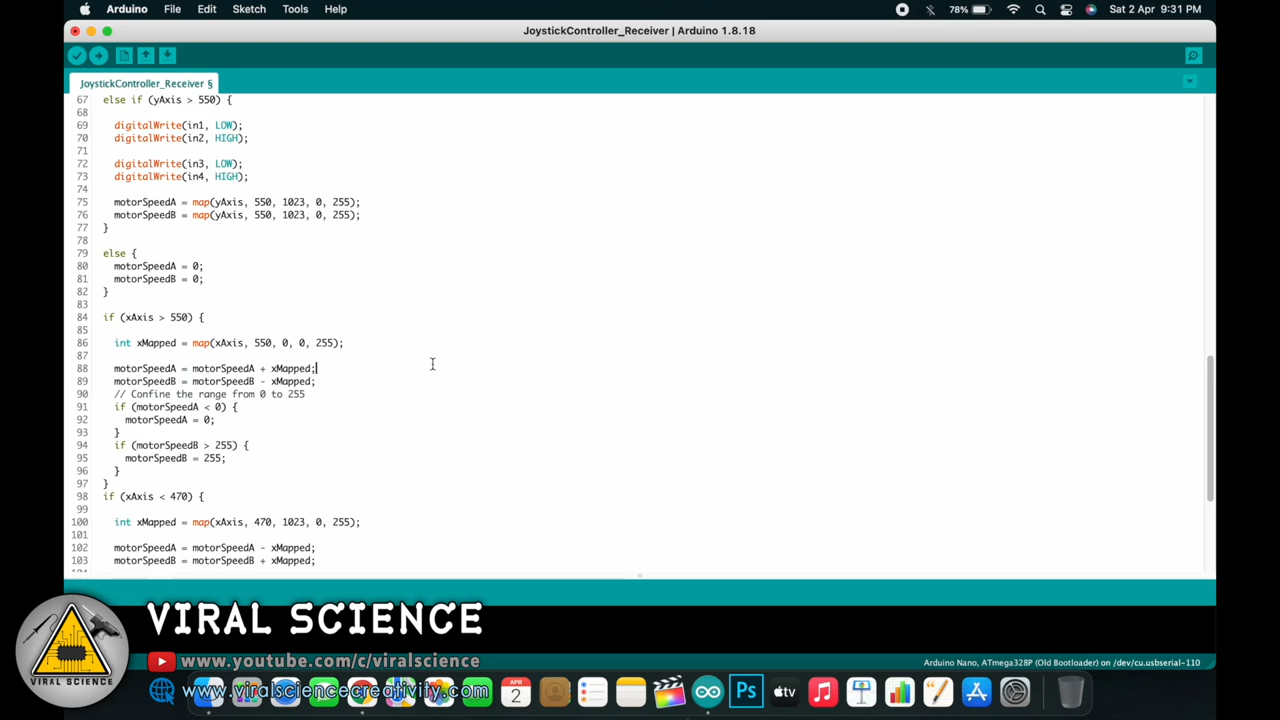 Arduino File Edit Sketch Tools Help 78% Sat 2 Apr 9:31 PM
JoystickController_Receiver | Arduino 1.8.18
JoystickController_Receiver §
67 else if (yAxis > 550) {
68
69 digitalWrite(in1, LOW);
70 digitalWrite(in2, HIGH);
71
72 digitalWrite(in3, LOW);
73 digitalWrite(in4, HIGH);
74
75 motorSpeedA = map(yAxis, 550, 1023, 0, 255);
76 motorSpeedB = map(yAxis, 550, 1023, 0, 255);
77 }
78
79 else {
80 motorSpeedA = 0;
81 motorSpeedB = 0;
82 }
83
84 if (xAxis > 550) {
85
86 int xMapped = map(xAxis, 550, 0, 0, 255);
87
88 motorSpeedA = motorSpeedA + xMapped;
89 motorSpeedB = motorSpeedB - xMapped;
90 // Confine the range from 0 to 255
91 if (motorSpeedA < 0) {
92 motorSpeedA = 0;
93 }
94 if (motorSpeedB > 255) {
95 motorSpeedB = 255;
96 }
97 }
98 if (xAxis < 470) {
99
100 int xMapped = map(xAxis, 470, 1023, 0, 255);
101
102 motorSpeedA = motorSpeedA - xMapped;
103 motorSpeedB = motorSpeedB + xMapped;
VIRAL SCIENCE
www.youtube.com/c/viralscience
Arduino Nano, ATmega328P (Old Bootloader) on /dev/cu.usbserial-110
VIRAL SCIENCE
www.viralsciencecreativity.com
APR
2
Ps
tv